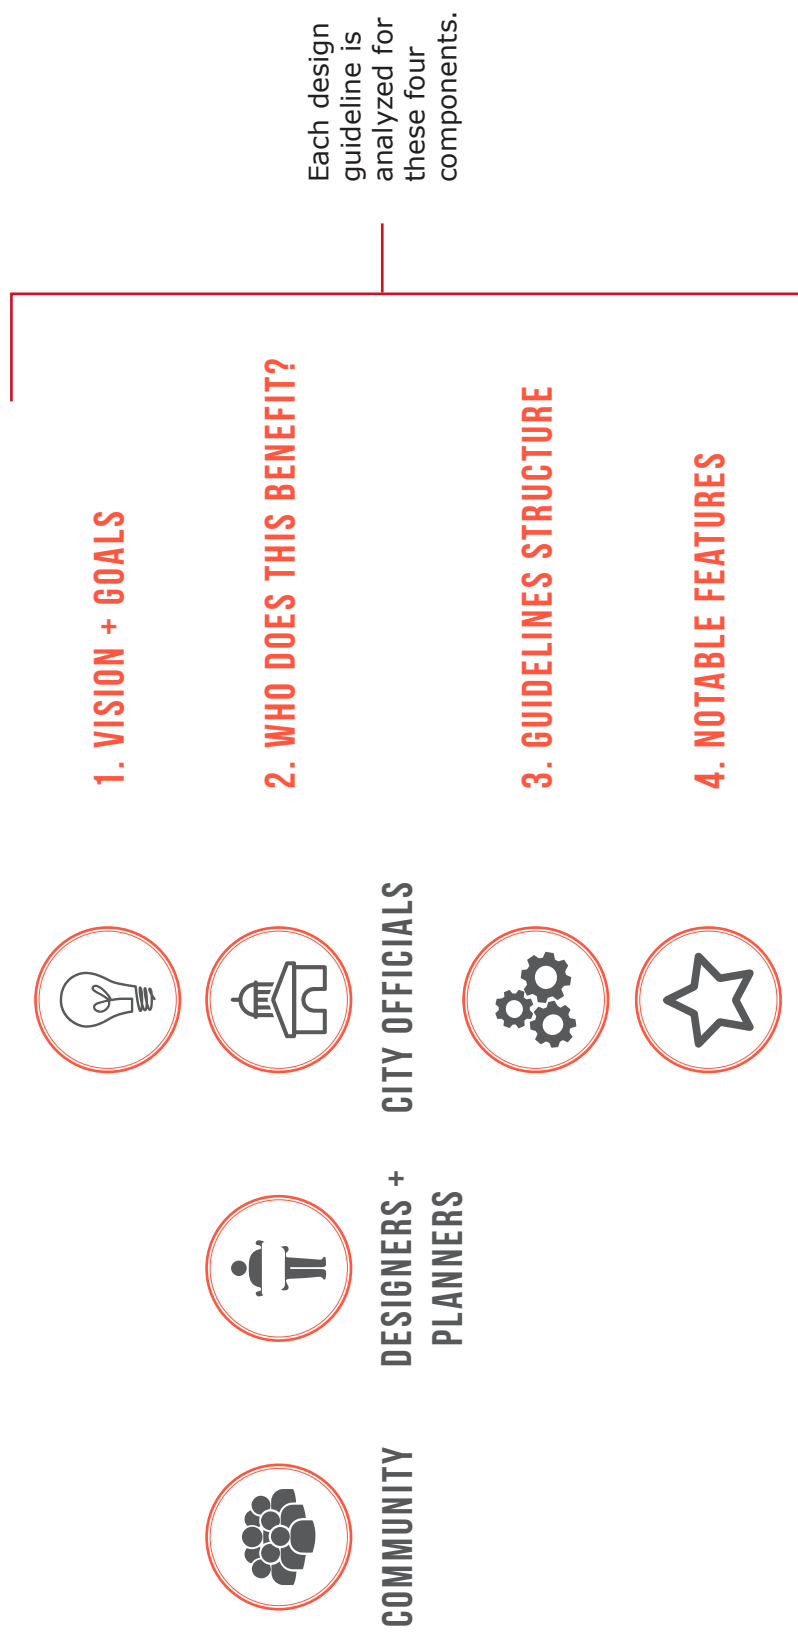 1. VISION + GOALS
2. WHO DOES THIS BENEFIT?
COMMUNITY
DESIGNERS +
PLANNERS
CITY OFFICIALS
3. GUIDELINES STRUCTURE
4. NOTABLE FEATURES
Each design
guideline is
analyzed for
these four
components.